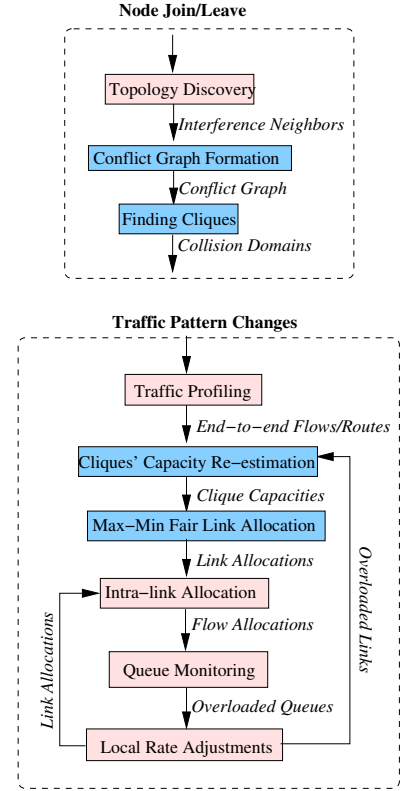 Node Join/Leave
Topology Discovery
Interference Neighbors
Conflict Graph Formation
Conflict Graph
Finding Cliques
Collision Domains
Traffic Pattern Changes
Traffic Profiling
End−to−end Flows/Routes
Cliques' Capacity Re−estimation
Clique Capacities
Max−Min Fair Link Allocation
Link Allocations
Intra−link Allocation
Flow Allocations
Queue Monitoring
Overloaded Queues
Local Rate Adjustments
Link Allocations
Overloaded Links